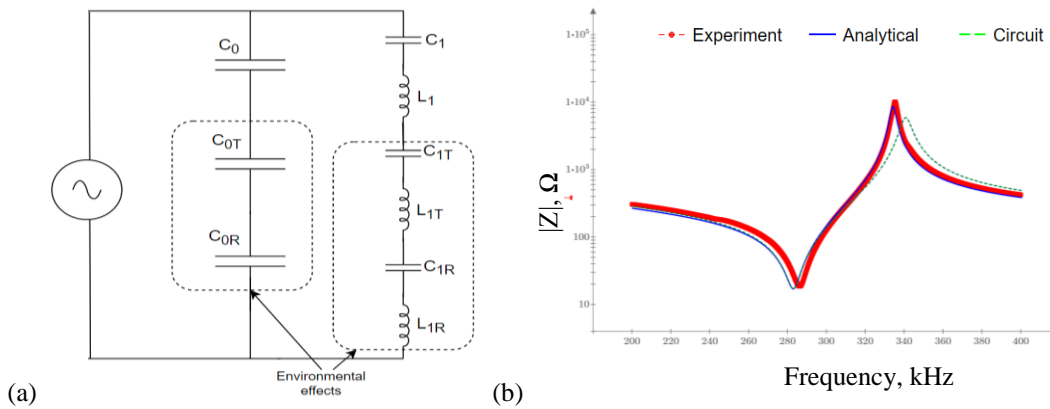 C0
C0T
C0R
C1
L1
C1T
L1T
C1R
L1R
Environmental
effects
(a)
Experiment Analytical Circuit
1·10⁵
1·10⁴
1·10³
100
10
|Z|, Ω
200 220 240 260 280 300 320 340 360 380 400
Frequency, kHz
(b)